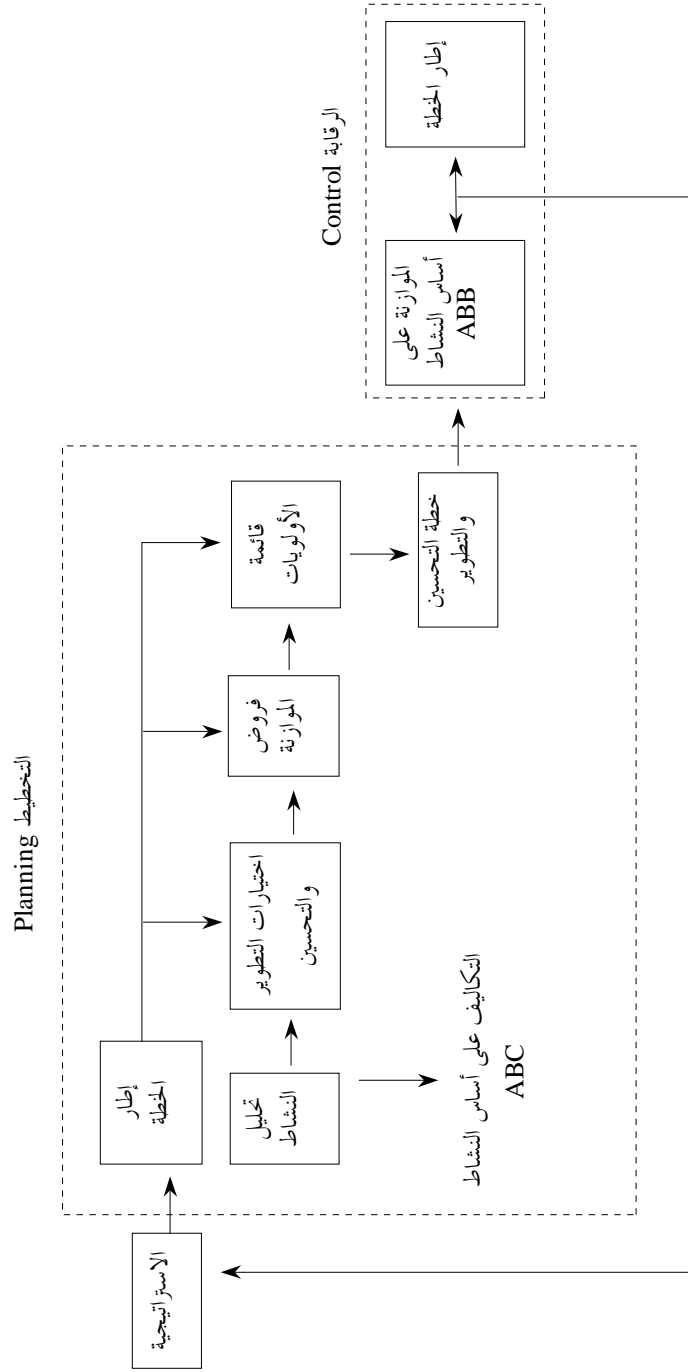 التخطيط Planning
الرقابة Control
الاستراتيجية
إطار
الخطة
تحليل
النشاط
اختيارات التطوير
والتحسين
فروض
الموازنة
قائمة
الأولويات
التكاليف على أساس النشاط
ABC
خطة التحسين
والتطوير
الموازنة على
أساس النشاط
ABB
إطار الخطة